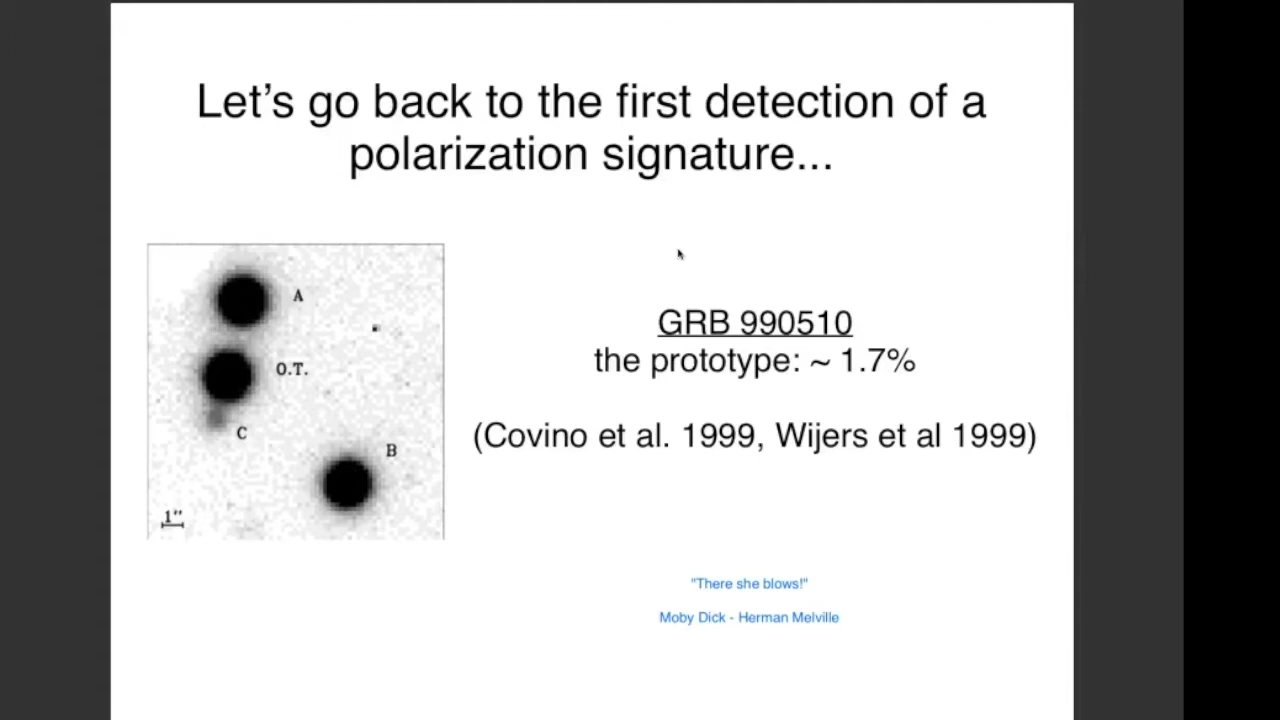 Let’s go back to the first detection of a
polarization signature...
A
O.T.
C
B
1”
GRB 990510
the prototype: ~ 1.7%
(Covino et al. 1999, Wijers et al 1999)
"There she blows!"
Moby Dick - Herman Melville